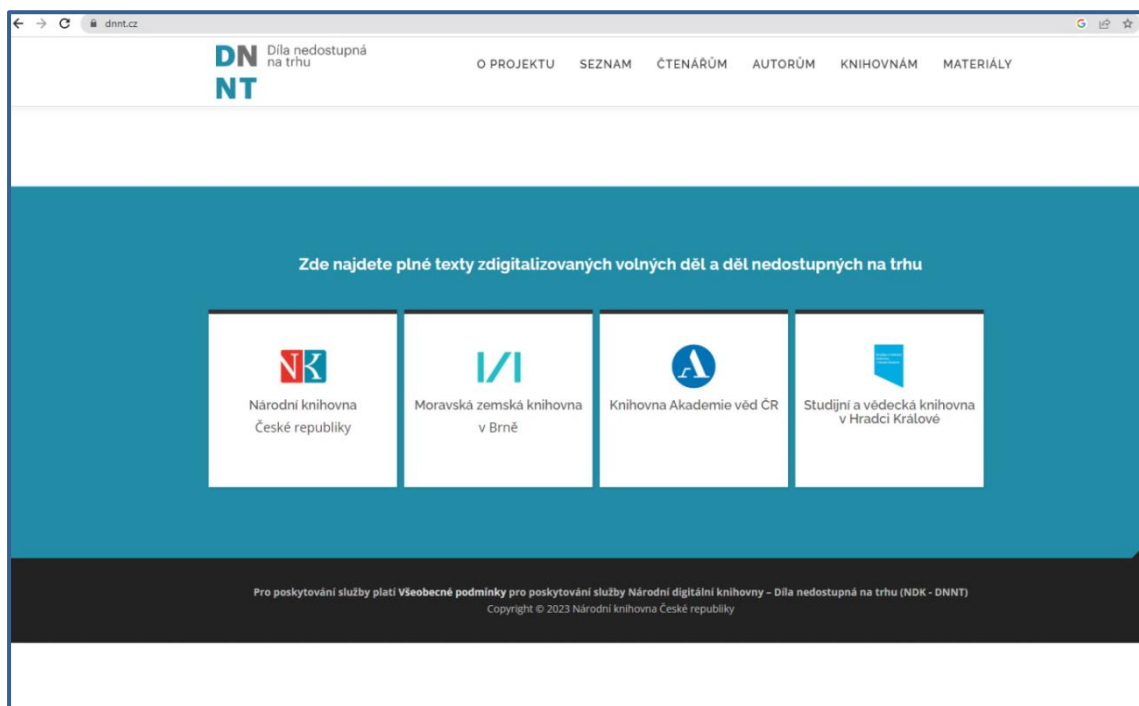 dnnt.cz
DN Díla nedostupná
na trhu
NT
O PROJEKTU SEZNAM ČTENÁŘŮM AUTORŮM KNIHOVNÁM MATERIÁLY
Zde najdete plné texty zdigitalizovaných volných děl a děl nedostupných na trhu
NK
Národní knihovna
České republiky
Moravská zemská knihovna
v Brně
Knihovna Akademie věd ČR
Studijní a vědecká knihovna
v Hradci Králové
Pro poskytování služby platí Všeobecné podmínky pro poskytování služby Národní digitální knihovny – Díla nedostupná na trhu (NDK - DNNT)
Copyright © 2023 Národní knihovna České republiky